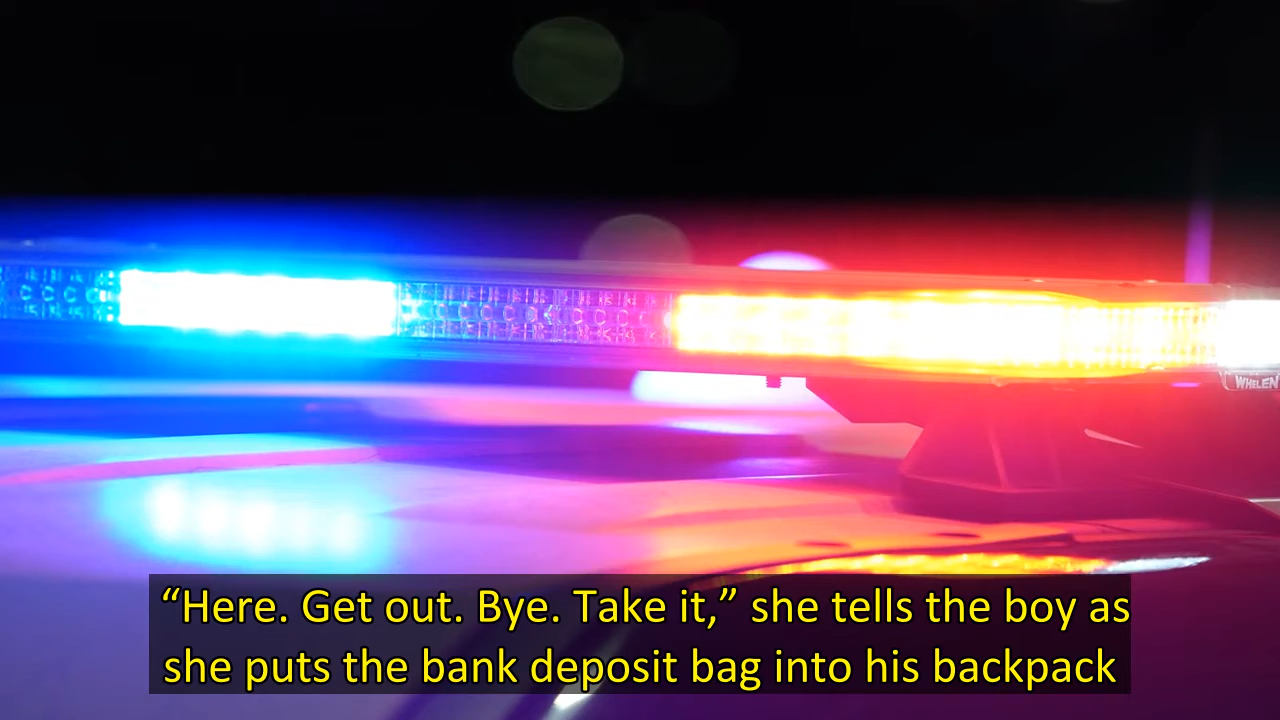 WHELEN
“Here. Get out. Bye. Take it,” she tells the boy as
she puts the bank deposit bag into his backpack